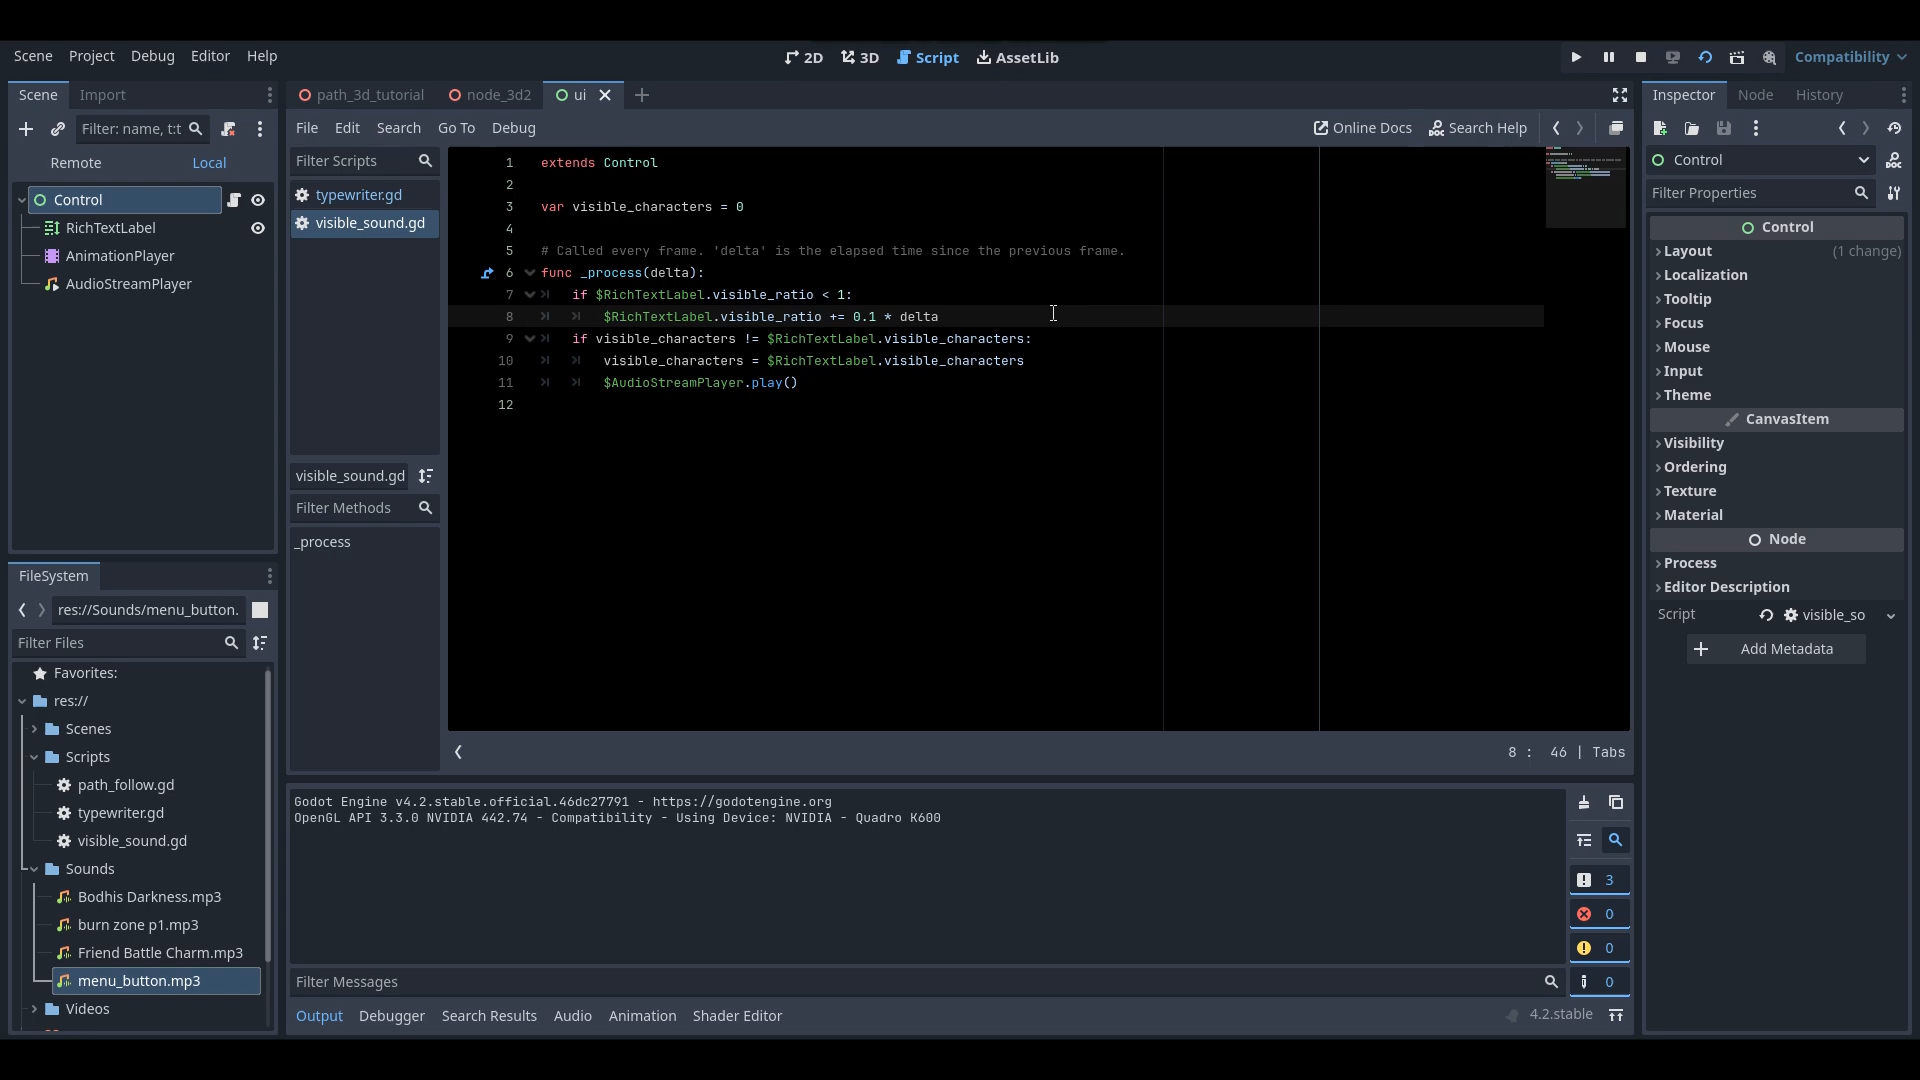 Scene Project Debug Editor Help
2D 3D Script AssetLib
Compatibility
Scene Import
Filter: name, t:t
Remote Local
Control
RichTextLabel
AnimationPlayer
AudioStreamPlayer
FileSystem
res://Sounds/menu_button.
Filter Files
Favorites:
res://
Scenes
Scripts
path_follow.gd
typewriter.gd
visible_sound.gd
Sounds
Bodhis Darkness.mp3
burn zone p1.mp3
Friend Battle Charm.mp3
menu_button.mp3
Videos
path_3d_tutorial node_3d2 ui
File Edit Search Go To Debug
Online Docs Search Help
Filter Scripts
typewriter.gd
visible_sound.gd
visible_sound.gd
Filter Methods
_process
1 extends Control
2
3 var visible_characters = 0
4
5 # Called every frame. 'delta' is the elapsed time since the previous frame.
6 func _process(delta):
7 if $RichTextLabel.visible_ratio < 1:
8 $RichTextLabel.visible_ratio += 0.1 * delta
9 if visible_characters != $RichTextLabel.visible_characters:
10 visible_characters = $RichTextLabel.visible_characters
11 $AudioStreamPlayer.play()
12
8 : 46 | Tabs
Godot Engine v4.2.stable.official.46dc27791 - https://godotengine.org
OpenGL API 3.3.0 NVIDIA 442.74 - Compatibility - Using Device: NVIDIA - Quadro K600
3
0
0
0
Filter Messages
Output Debugger Search Results Audio Animation Shader Editor
4.2.stable
Inspector Node History
Control
Filter Properties
Control
Layout (1 change)
Localization
Tooltip
Focus
Mouse
Input
Theme
CanvasItem
Visibility
Ordering
Texture
Material
Node
Process
Editor Description
Script visible_so
Add Metadata